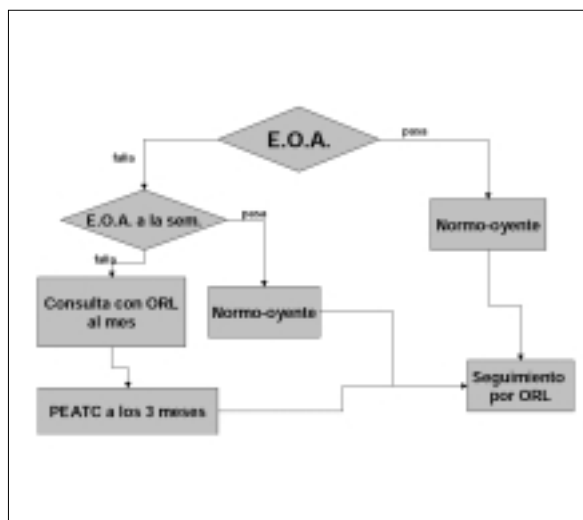 E.O.A.
pasa
falla
E.O.A. a la sem.
pasa
Normo-oyente
falla
Consulta con ORL
al mes
Normo-oyente
Seguimiento
por ORL
PEATC a los 3 meses